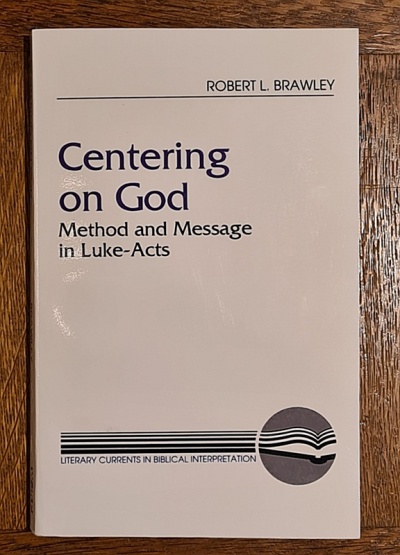 ROBERT L. BRAWLEY
Centering
on God
Method and Message
in Luke-Acts
LITERARY CURRENTS IN BIBLICAL INTERPRETATION